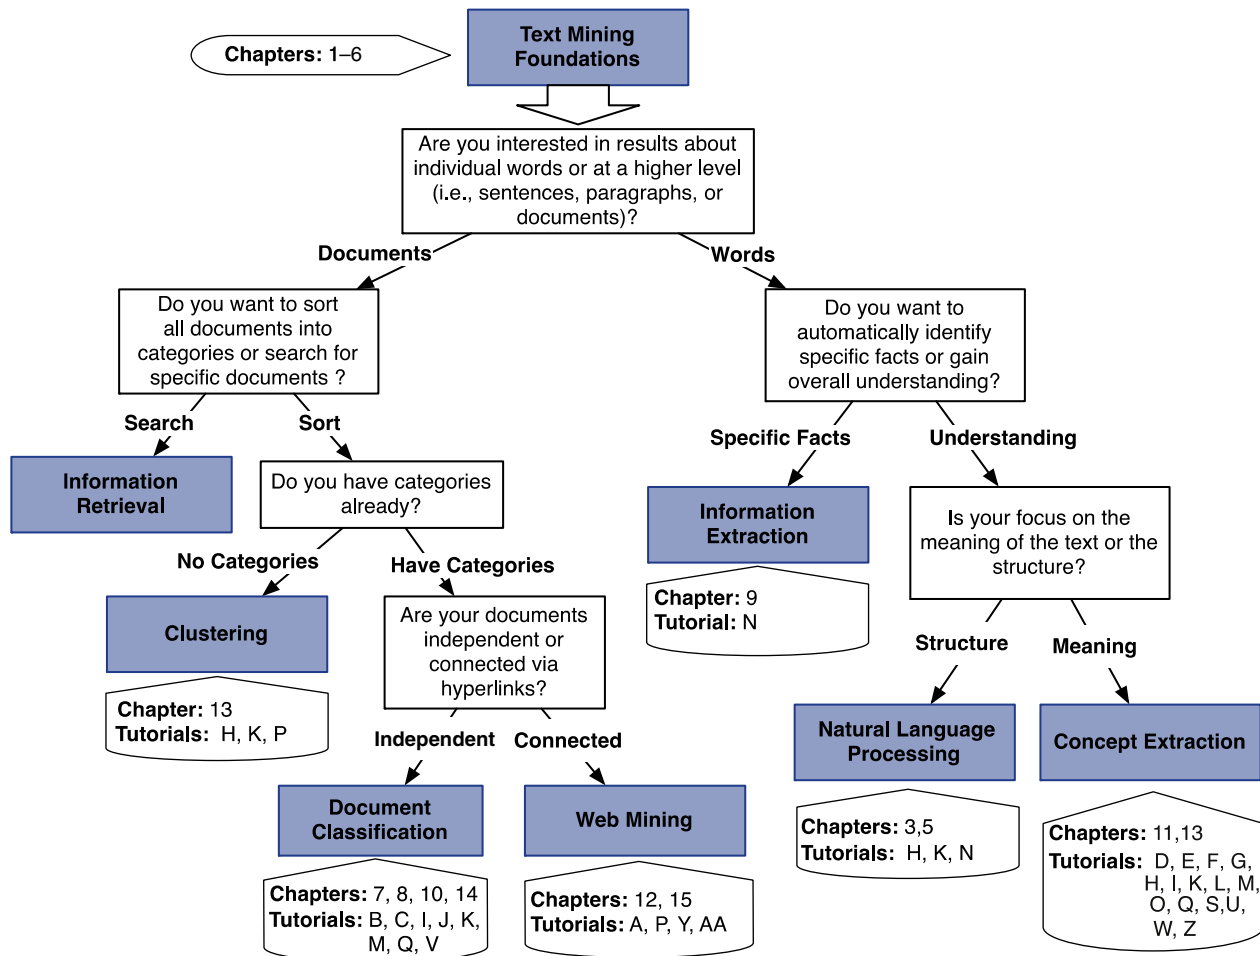 Text Mining
Foundations
Chapters: 1–6
Are you interested in results about
individual words or at a higher level
(i.e., sentences, paragraphs, or
documents)?
Documents
Words
Do you want to sort
all documents into
categories or search for
specific documents ?
Do you want to
automatically identify
specific facts or gain
overall understanding?
Search
Sort
Specific Facts
Understanding
Information
Retrieval
Do you have categories
already?
Information
Extraction
Is your focus on the
meaning of the text or the
structure?
No Categories
Have Categories
Chapter: 9
Tutorial: N
Clustering
Are your documents
independent or
connected via
hyperlinks?
Structure
Meaning
Chapter: 13
Tutorials: H, K, P
Independent
Connected
Natural Language
Processing
Concept Extraction
Document
Classification
Web Mining
Chapters: 3,5
Tutorials: H, K, N
Chapters: 11,13
Tutorials: D, E, F, G,
H, I, K, L, M,
O, Q, S,U,
W, Z
Chapters: 7, 8, 10, 14
Tutorials: B, C, I, J, K,
M, Q, V
Chapters: 12, 15
Tutorials: A, P, Y, AA